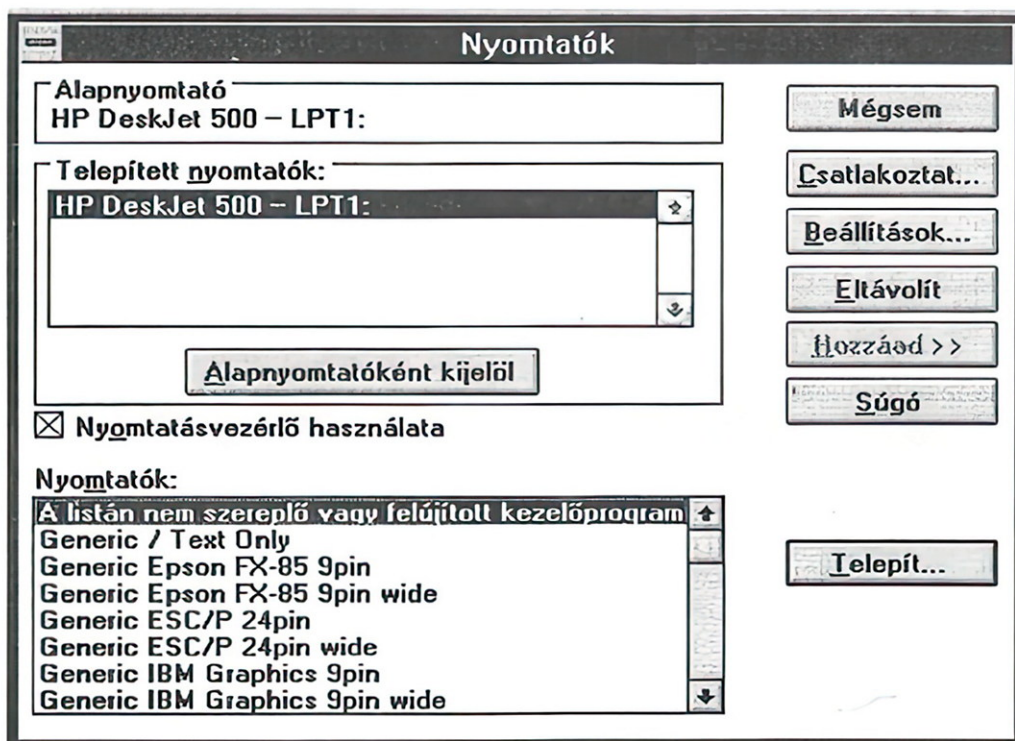 Nyomtatók
Alapnyomtató
HP DeskJet 500 – LPT1:
Telepített nyomtatók:
HP DeskJet 500 – LPT1:
Alapnyomtatóként kijelöl
Nyomtatásvezérlő használata
Mégsem
Csatlakoztat...
Beállítások...
Eltávolít
Hozzáad >>
Súgó
Nyomtatók:
A listán nem szereplő vagy felújított kezelőprogram
Generic / Text Only
Generic Epson FX-85 9pin
Generic Epson FX-85 9pin wide
Generic ESC/P 24pin
Generic ESC/P 24pin wide
Generic IBM Graphics 9pin
Generic IBM Graphics 9pin wide
Telepít...